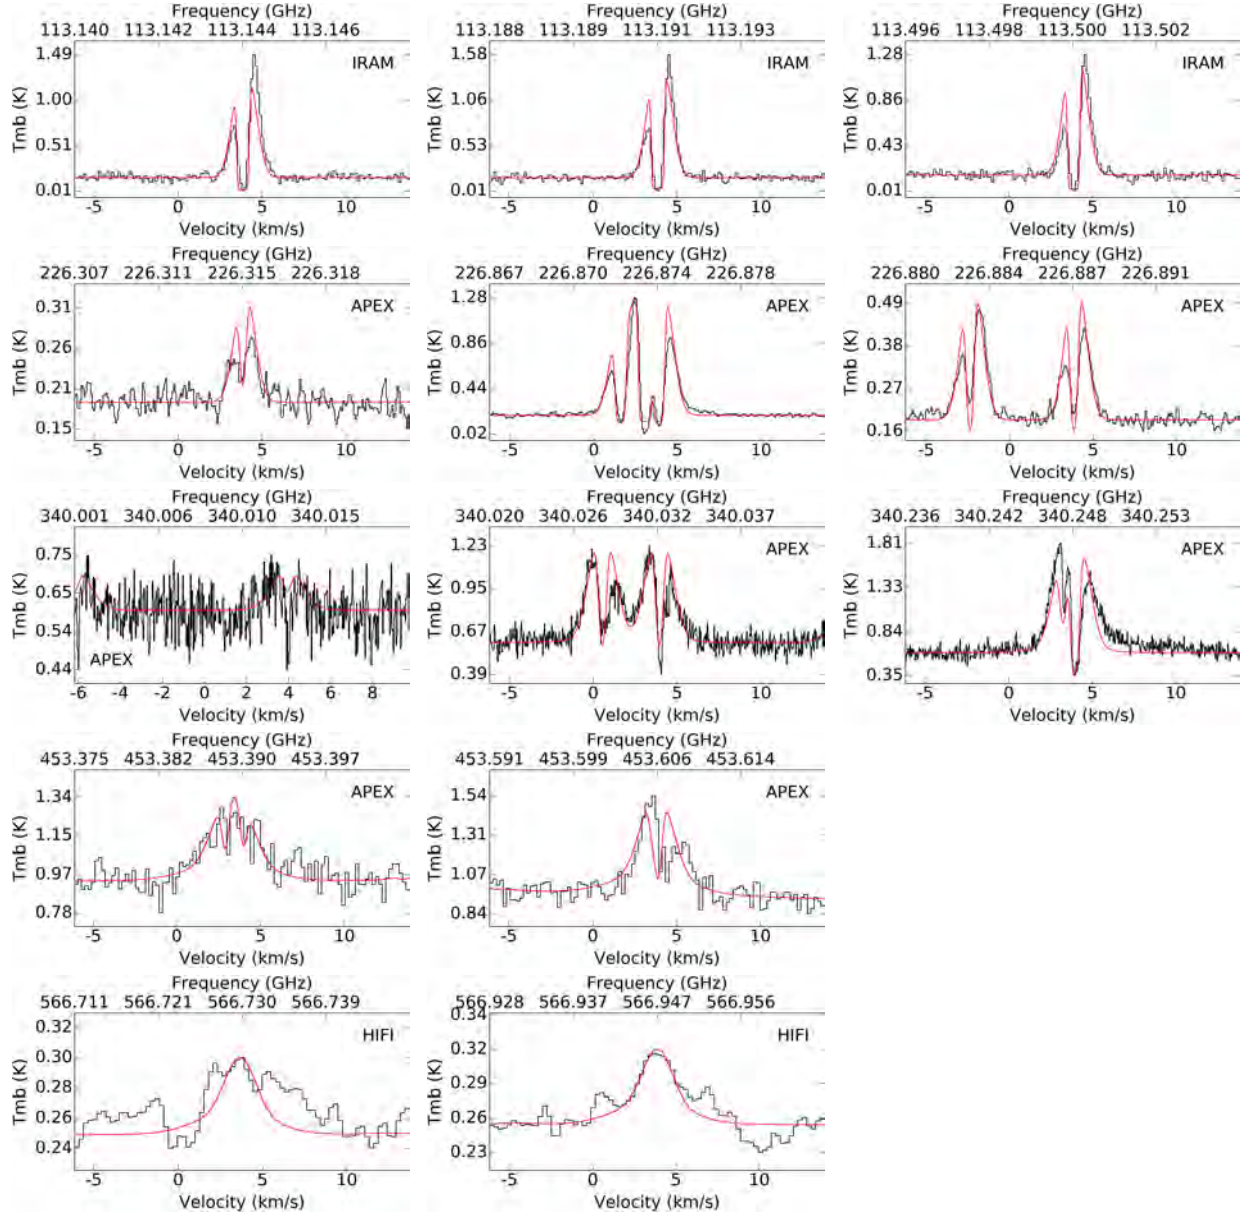 Frequency (GHz) Frequency (GHz) Frequency (GHz)
113.140 113.142 113.144 113.146 113.188 113.189 113.191 113.193 113.496 113.498 113.500 113.502
1.49 IRAM 1.58 IRAM 1.28 IRAM
1.00 1.06 0.86
0.51 0.53 0.43
0.01 0.01 0.01
Tmb (K) Tmb (K) Tmb (K)
-5 0 5 10 -5 0 5 10 -5 0 5 10
Velocity (km/s) Velocity (km/s) Velocity (km/s)
Frequency (GHz) Frequency (GHz) Frequency (GHz)
226.307 226.311 226.315 226.318 226.867 226.870 226.874 226.878 226.880 226.884 226.887 226.891
0.31 APEX 1.28 APEX 0.49 APEX
0.26 0.86 0.38
0.21 0.44 0.27
0.15 0.02 0.16
Tmb (K) Tmb (K) Tmb (K)
-5 0 5 10 -5 0 5 10 -5 0 5 10
Velocity (km/s) Velocity (km/s) Velocity (km/s)
Frequency (GHz) Frequency (GHz) Frequency (GHz)
340.001 340.006 340.010 340.015 340.020 340.026 340.032 340.037 340.236 340.242 340.248 340.253
0.75 1.23 APEX 1.81 APEX
0.65 0.95 1.33
0.54 0.67 0.84
0.44 APEX 0.39 0.35
Tmb (K) Tmb (K) Tmb (K)
-6 -4 -2 0 2 4 6 8 -5 0 5 10 -5 0 5 10
Velocity (km/s) Velocity (km/s) Velocity (km/s)
Frequency (GHz) Frequency (GHz)
453.375 453.382 453.390 453.397 453.591 453.599 453.606 453.614
1.34 APEX 1.54 APEX
1.15 1.31
0.97 1.07
0.78 0.84
Tmb (K) Tmb (K)
-5 0 5 10 -5 0 5 10
Velocity (km/s) Velocity (km/s)
Frequency (GHz) Frequency (GHz)
566.711 566.721 566.730 566.739 566.928 566.937 566.947 566.956
0.32 HIFI 0.34 HIFI
0.30 0.32
0.28 0.29
0.26 0.26
0.24 0.23
Tmb (K) Tmb (K)
-5 0 5 10 -5 0 5 10
Velocity (km/s) Velocity (km/s)